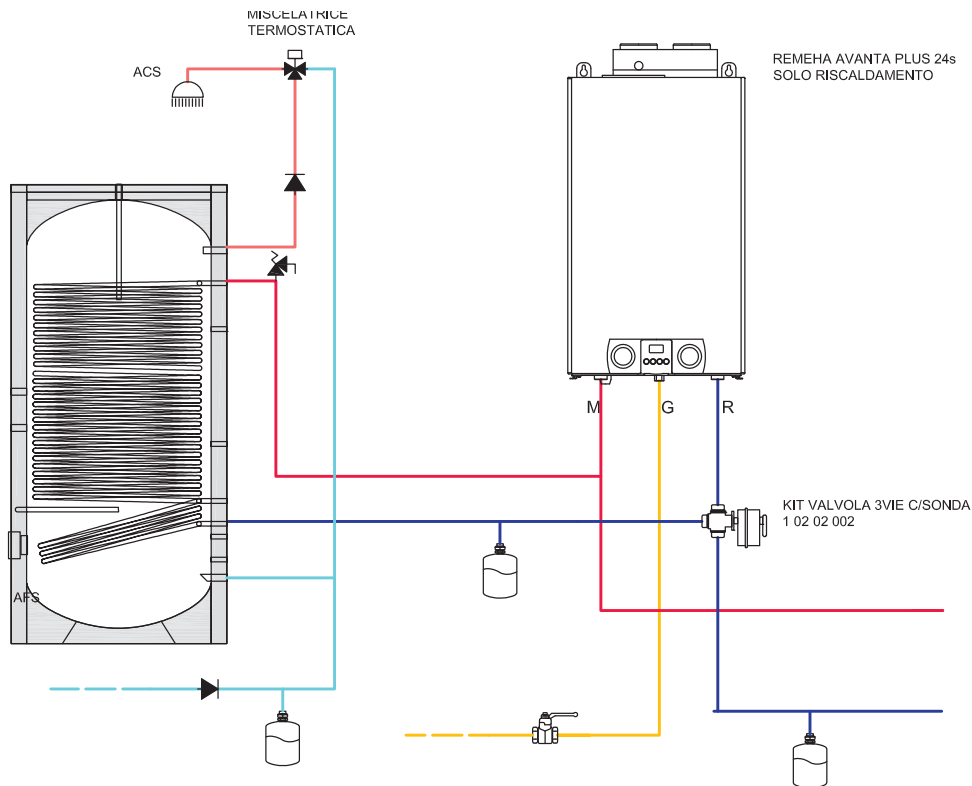 MISCELATRICE
TERMOSTATICA
ACS
REMEHA AVANTA PLUS 24s
SOLO RISCALDAMENTO
M
G
R
KIT VALVOLA 3VIE C/SONDA
1 02 02 002
AFS